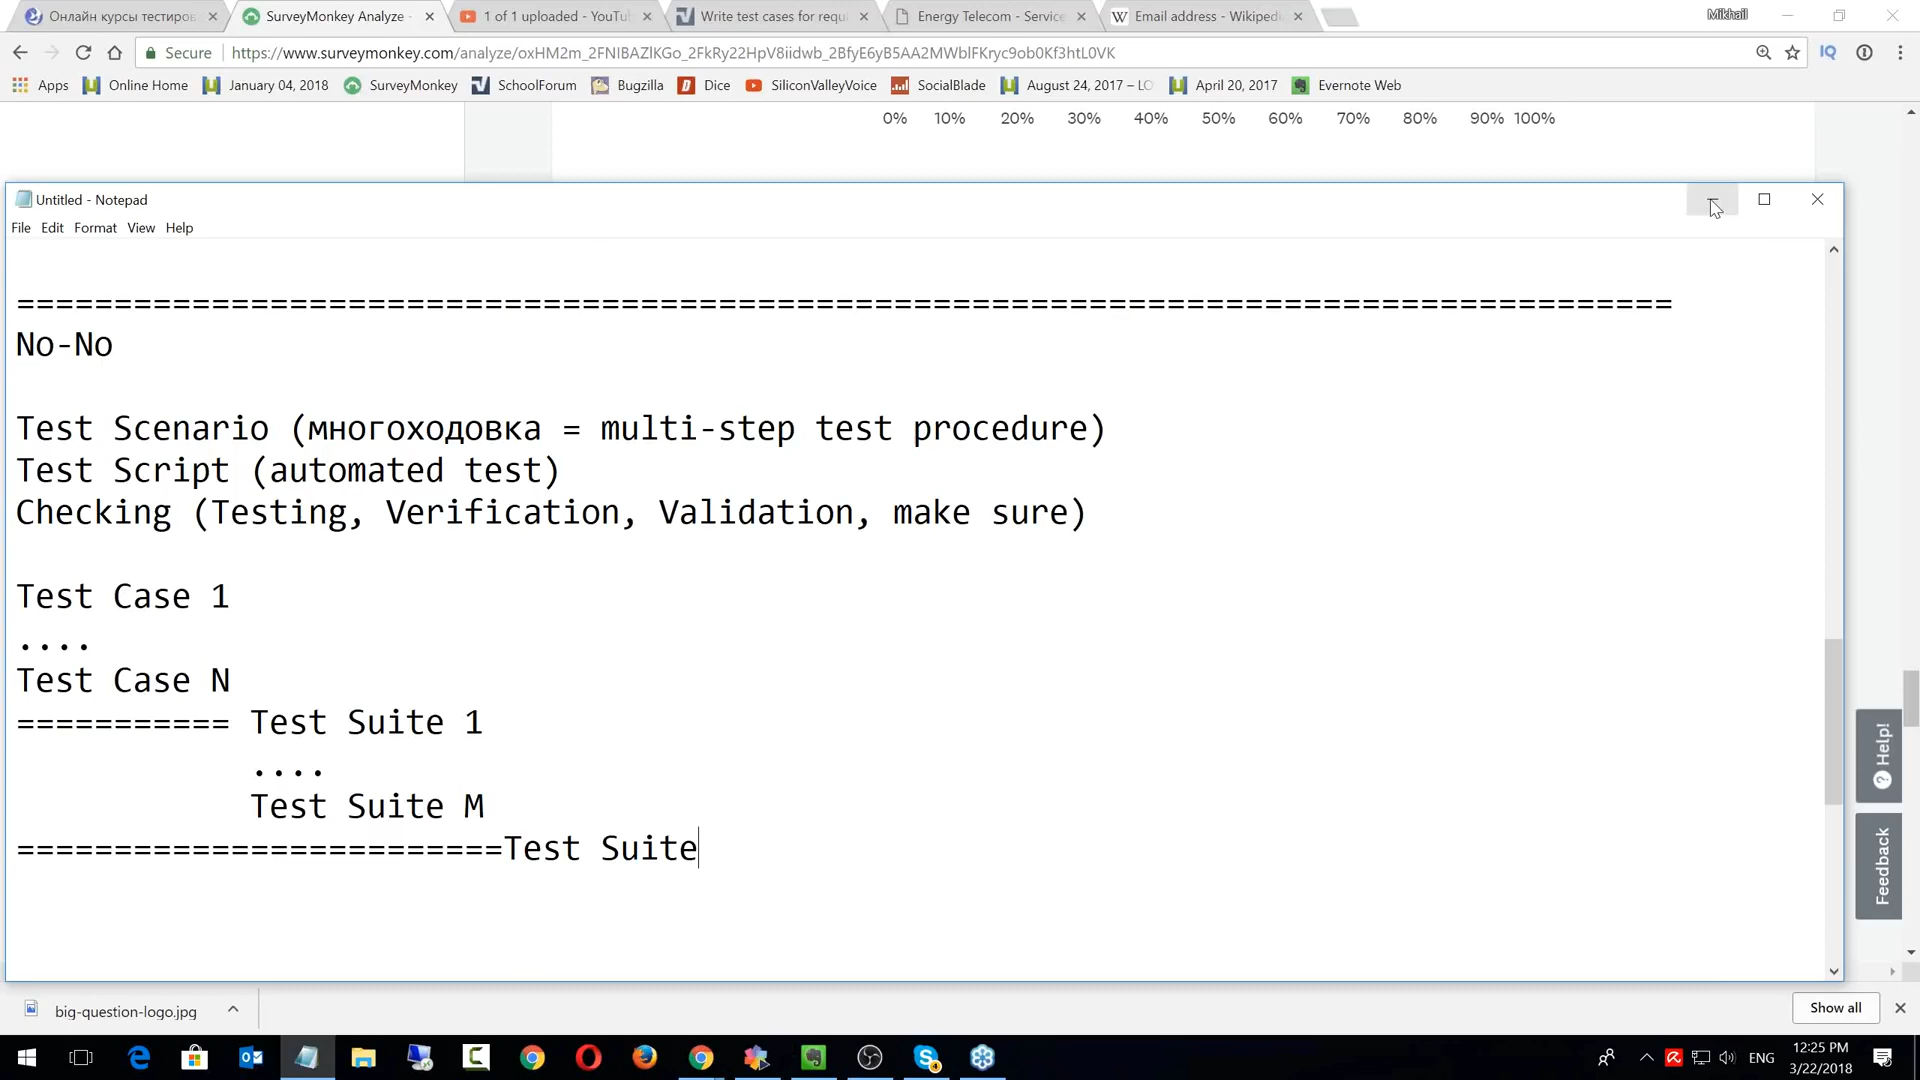 Онлайн курсы тестиров
SurveyMonkey Analyze -
1 of 1 uploaded - YouTu
Write test cases for requ
Energy Telecom - Service
Email address - Wikiped
Mikhail
Secure
https://www.surveymonkey.com/analyze/oxHM2m_2FNIBAZlKGo_2FkRy22HpV8iidwb_2BfyE6yB5AA2MWblFKryc9ob0Kf3htL0VK
Apps
Online Home
January 04, 2018
SurveyMonkey
SchoolForum
Bugzilla
Dice
SiliconValleyVoice
SocialBlade
August 24, 2017 – LO
April 20, 2017
Evernote Web
0% 10% 20% 30% 40% 50% 60% 70% 80% 90% 100%
Untitled - Notepad
File Edit Format View Help
=====================================================================================
No-No
Test Scenario (многоходовка = multi-step test procedure)
Test Script (automated test)
Checking (Testing, Verification, Validation, make sure)
Test Case 1
....
Test Case N
=========== Test Suite 1
....
Test Suite M
=========================Test Suite
Help!
Feedback
big-question-logo.jpg
Show all
ENG
12:25 PM
3/22/2018